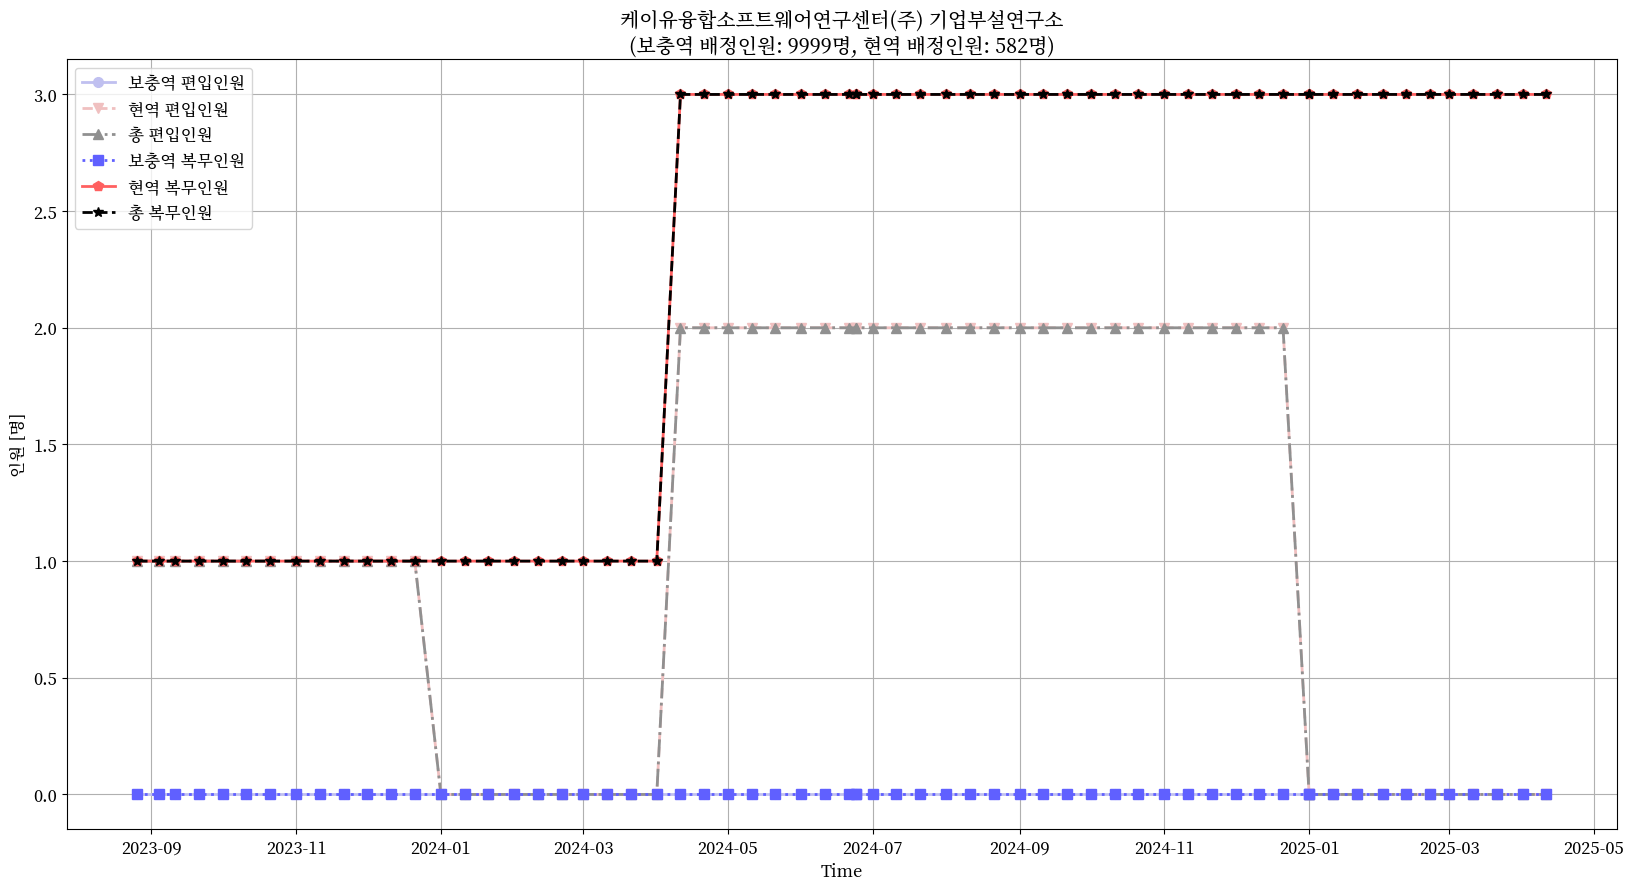 케이유융합소프트웨어연구센터(주) 기업부설연구소
(보충역 배정인원: 9999명, 현역 배정인원: 582명)
보충역 편입인원
현역 편입인원
총 편입인원
보충역 복무인원
현역 복무인원
총 복무인원
3.0
2.5
2.0
1.5
1.0
0.5
0.0
인원 [명]
2023-09 2023-11 2024-01 2024-03 2024-05 2024-07 2024-09 2024-11 2025-01 2025-03 2025-05
Time